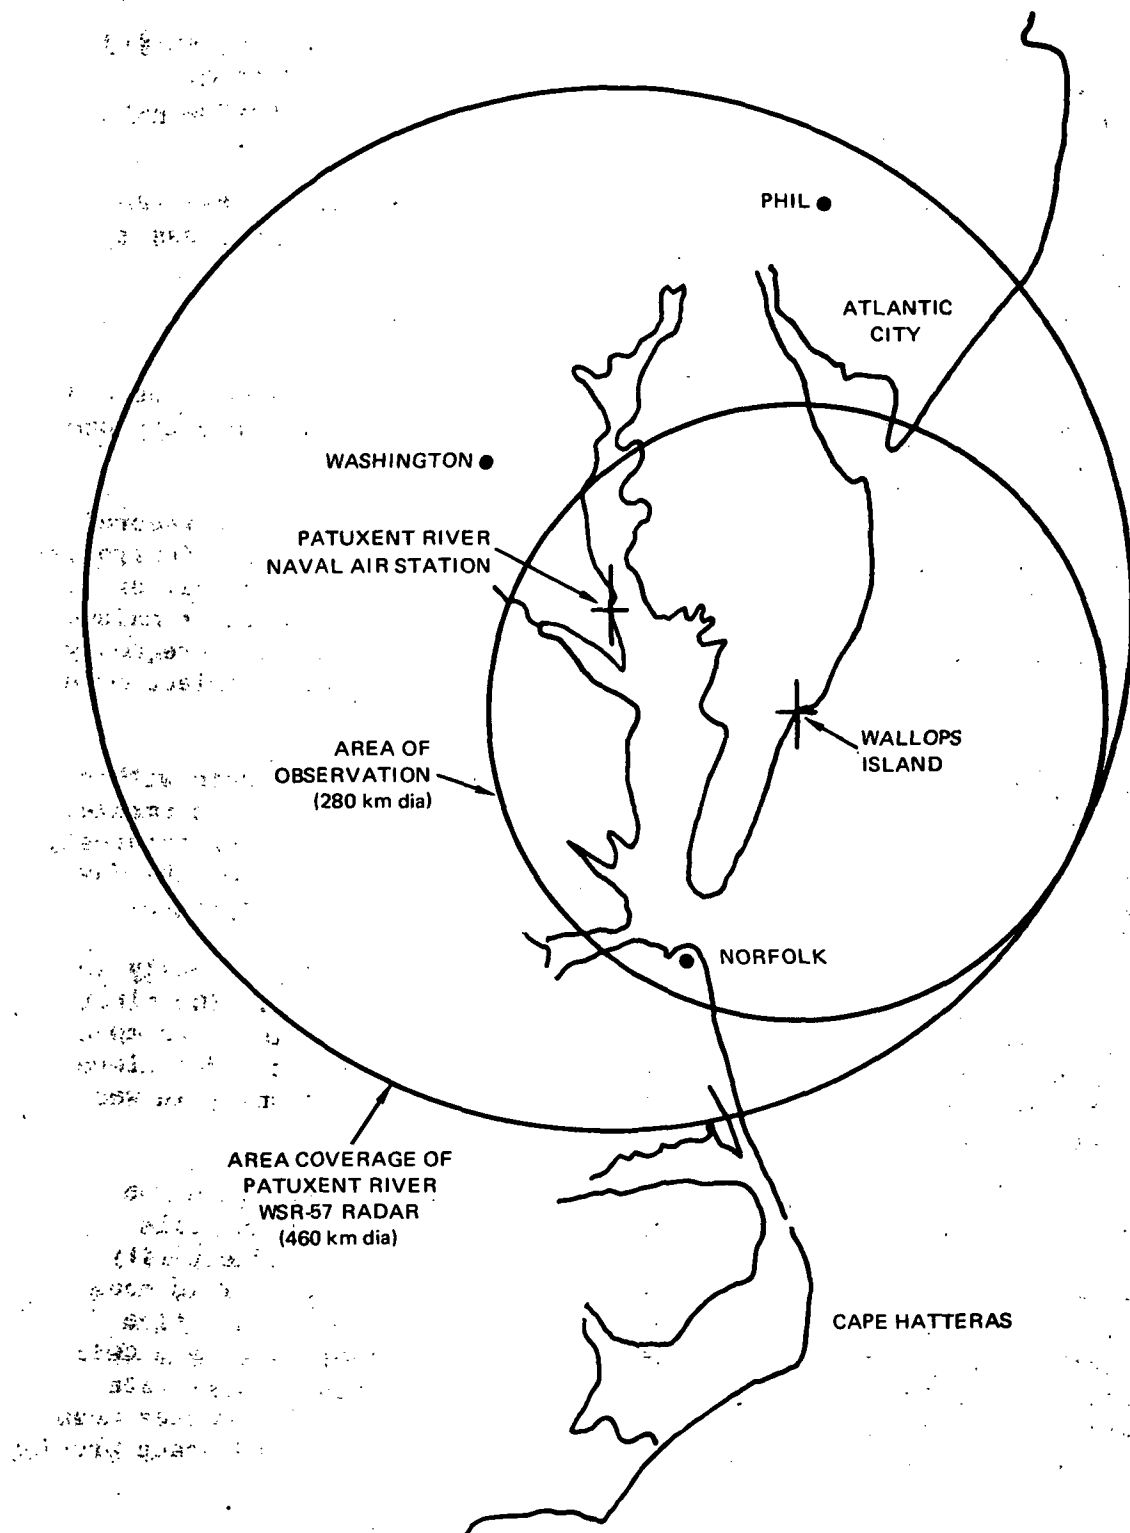 PHIL
ATLANTIC
CITY
WASHINGTON
PATUXENT RIVER
NAVAL AIR STATION
WALLOPS
ISLAND
AREA OF
OBSERVATION
(280 km dia)
NORFOLK
AREA COVERAGE OF
PATUXENT RIVER
WSR-57 RADAR
(460 km dia)
CAPE HATTERAS